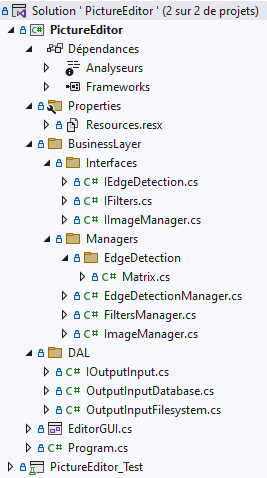 Solution ' PictureEditor ' (2 sur 2 de projets)
C# PictureEditor
Dépendances
Analyseurs
Frameworks
Properties
Resources.resx
BusinessLayer
Interfaces
C# IEdgeDetection.cs
C# IFilters.cs
C# IImageManager.cs
Managers
EdgeDetection
C# Matrix.cs
C# EdgeDetectionManager.cs
C# FiltersManager.cs
C# ImageManager.cs
DAL
C# IOutputInput.cs
C# OutputInputDatabase.cs
C# OutputInputFilesystem.cs
EditorGUI.cs
C# Program.cs
PictureEditor_Test